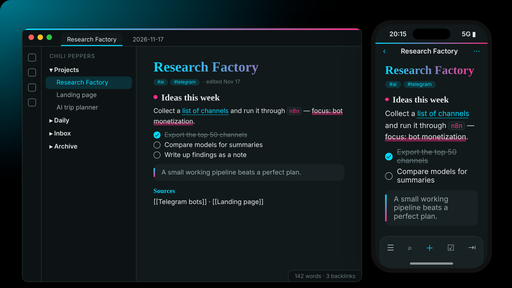 Research Factory
2026-11-17
CHILI PEPPERS
Projects
Research Factory
Landing page
AI trip planner
Daily
Inbox
Archive
Research Factory
#ai #telegram · edited Nov 17
Ideas this week
Collect a list of channels and run it through n8n — focus: bot
monetization.
Export the top 50 channels
Compare models for summaries
Write up findings as a note
A small working pipeline beats a perfect plan.
Sources
[[Telegram bots]] · [[Landing page]]
142 words · 3 backlinks
20:15
5G
Research Factory
Research Factory
#ai #telegram
Ideas this week
Collect a list of channels
and run it through n8n —
focus: bot monetization.
Export the top 50
channels
Compare models for
summaries
A small working
pipeline beats a
perfect plan.